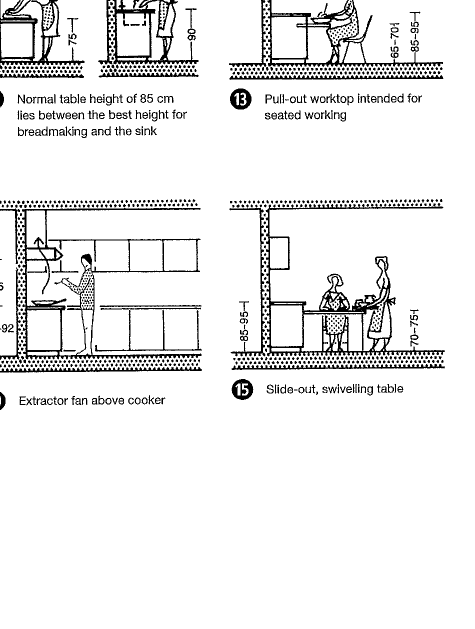 75
90
65–70
85–95
Normal table height of 85 cm
lies between the best height for
breadmaking and the sink
13 Pull-out worktop intended for
seated working
-92
85–95
70–75
Extractor fan above cooker
15 Slide-out, swivelling table